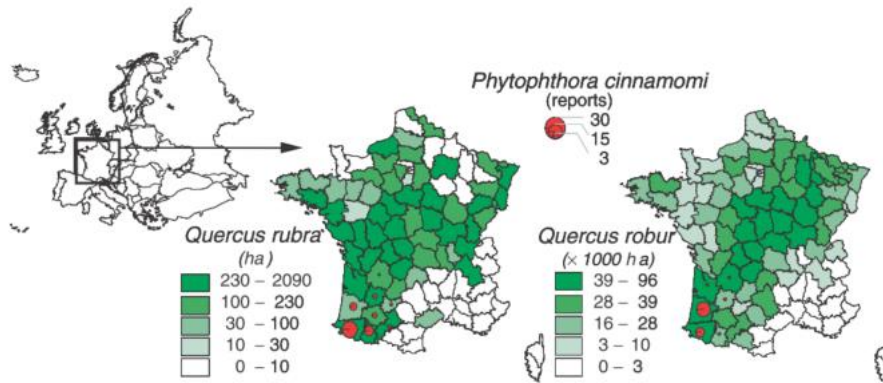 Phytophthora cinnamomi
(reports)
30
15
3
Quercus rubra
(ha)
230 – 2090
100 – 230
30 – 100
10 – 30
0 – 10
Quercus robur
(× 1000 ha)
39 – 96
28 – 39
16 – 28
3 – 10
0 – 3